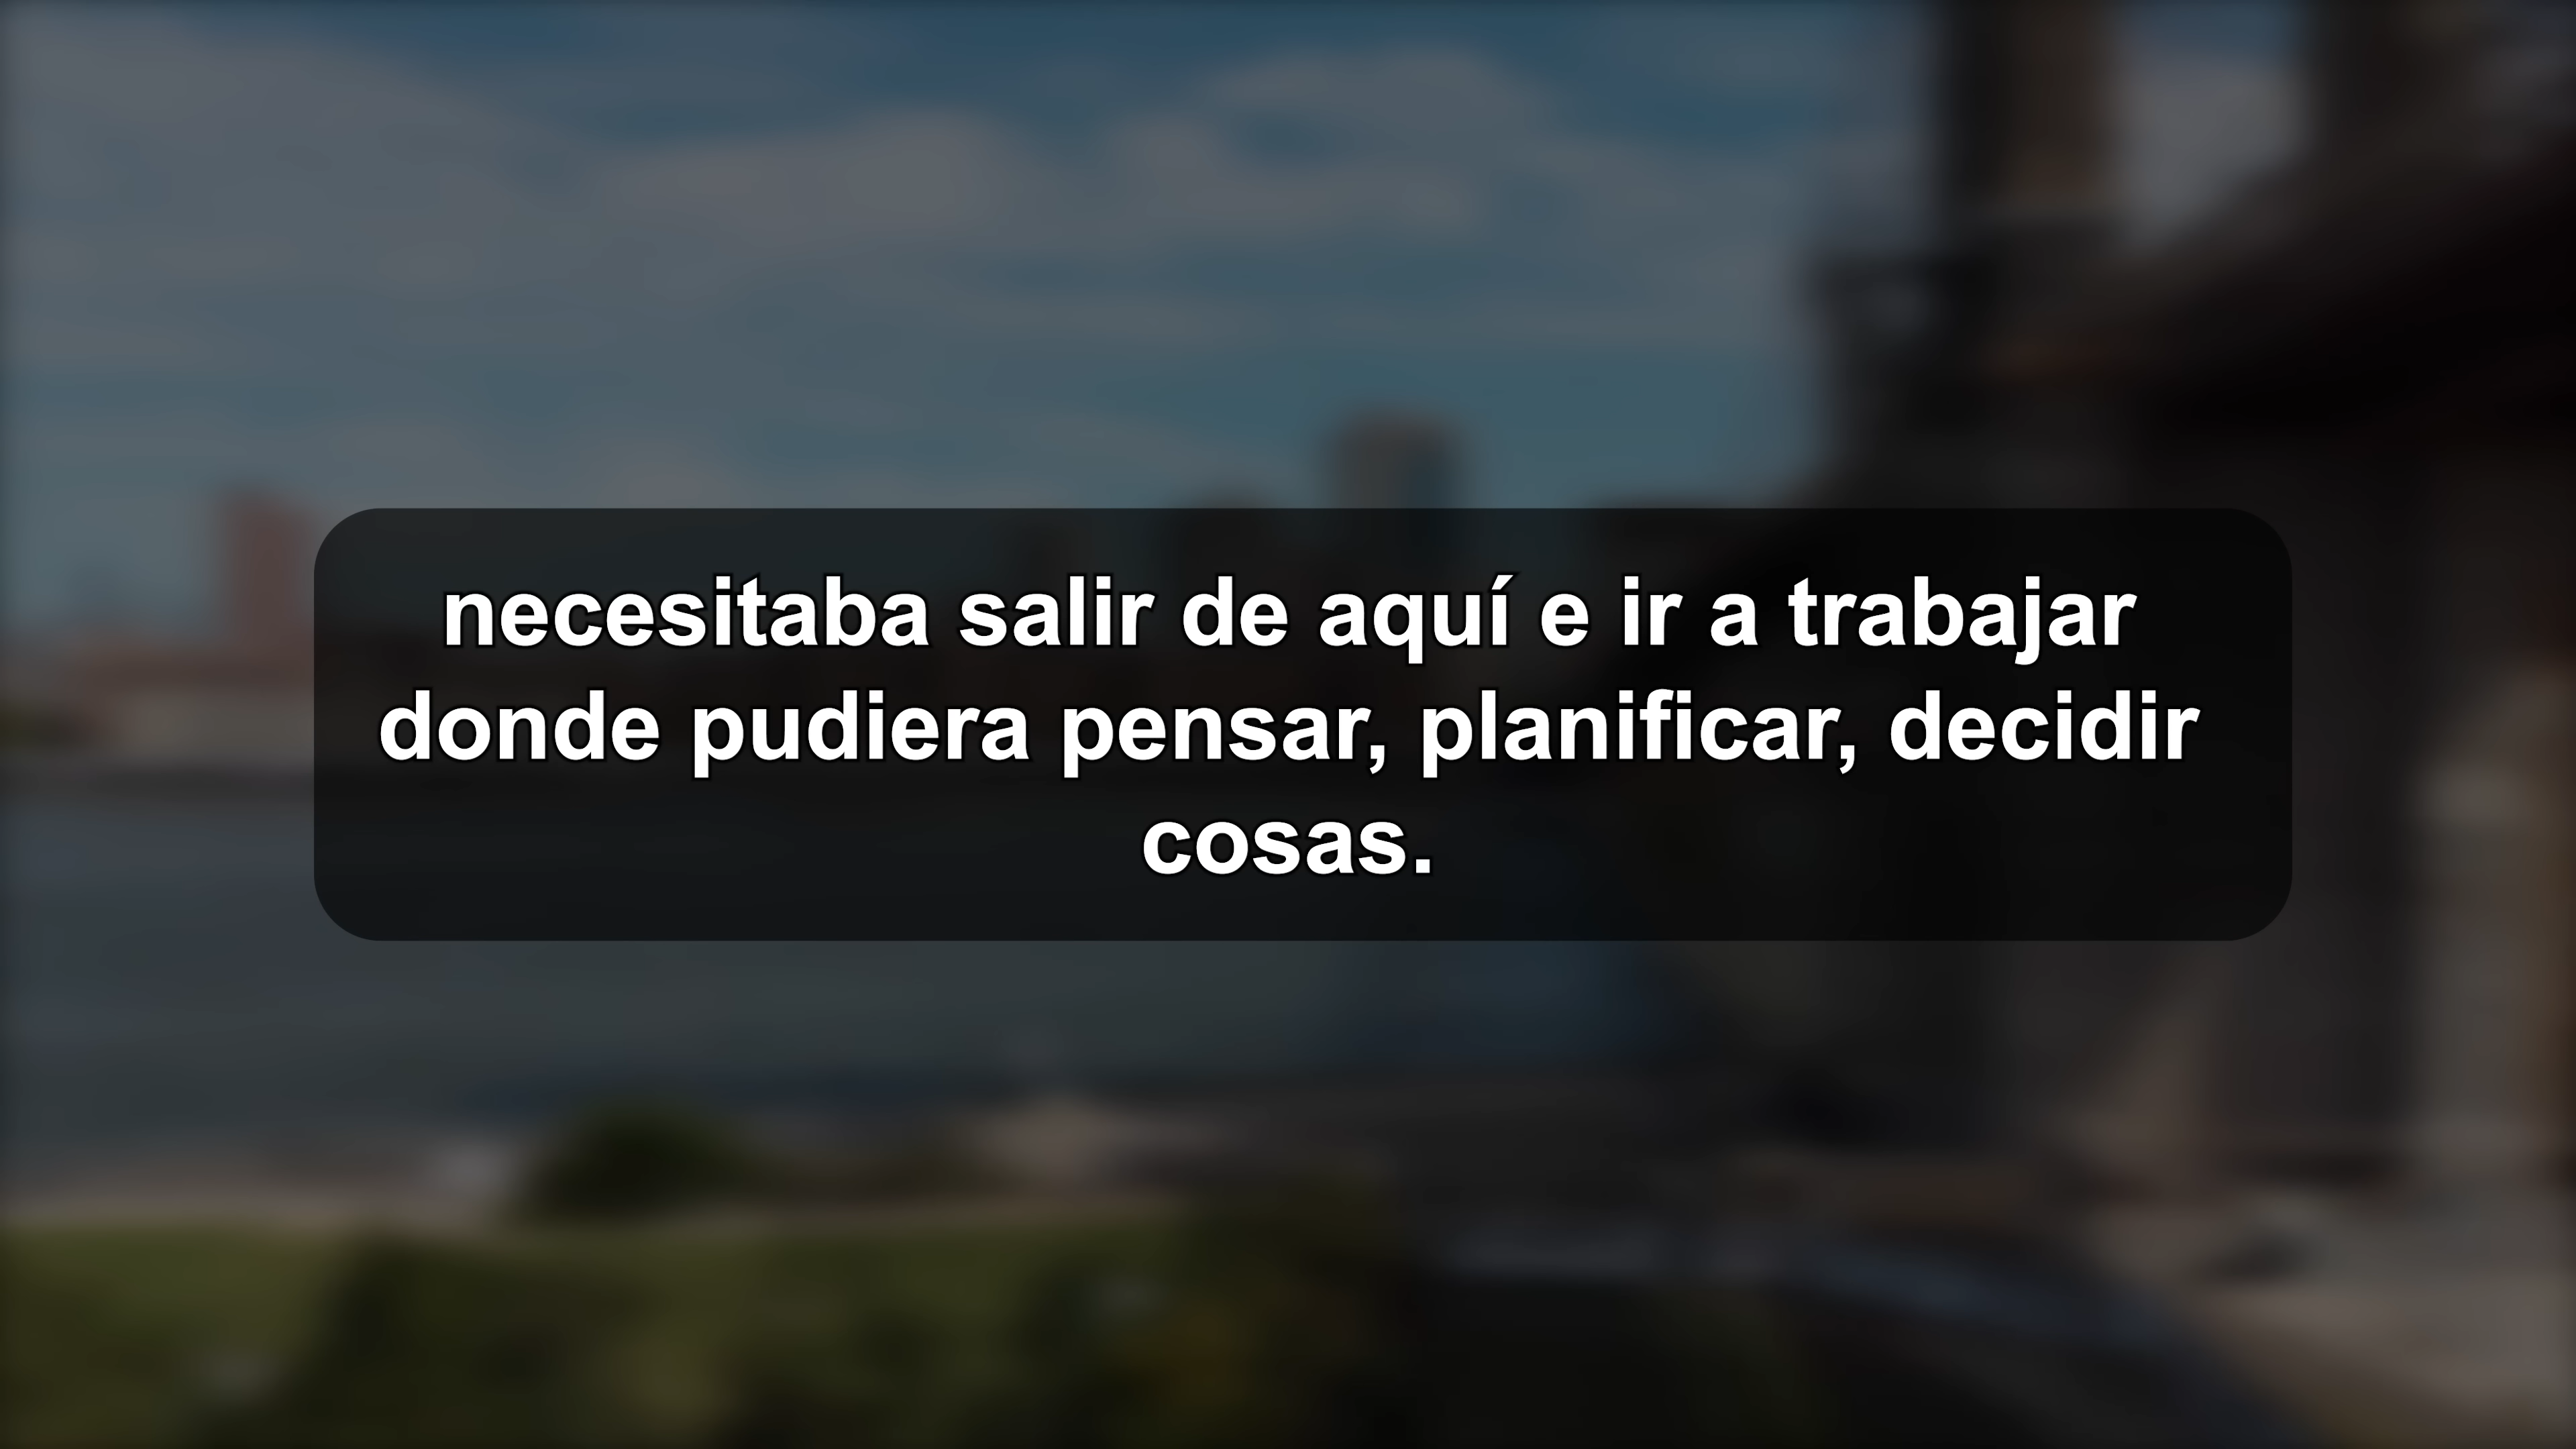 necesitaba salir de aquí e ir a trabajar
donde pudiera pensar, planificar, decidir
cosas.